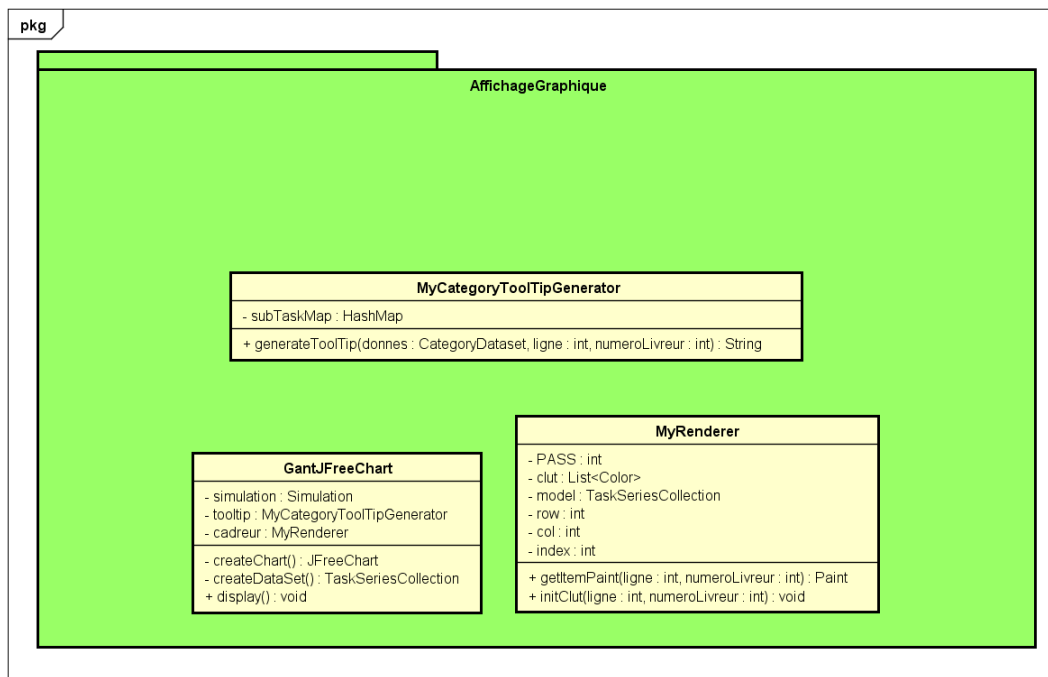 pkg
AffichageGraphique
MyCategoryToolTipGenerator
- subTaskMap : HashMap
+ generateToolTip(donnes : CategoryDataset, ligne : int, numeroLivreur : int) : String
GantJFreeChart
- simulation : Simulation
- tooltip : MyCategoryToolTipGenerator
- cadreur : MyRenderer
- createChart() : JFreeChart
- createDataSet() : TaskSeriesCollection
+ display() : void
MyRenderer
- PASS : int
- clut : List<Color>
- model : TaskSeriesCollection
- row : int
- col : int
- index : int
+ getItemPaint(ligne : int, numeroLivreur : int) : Paint
+ initClut(ligne : int, numeroLivreur : int) : void